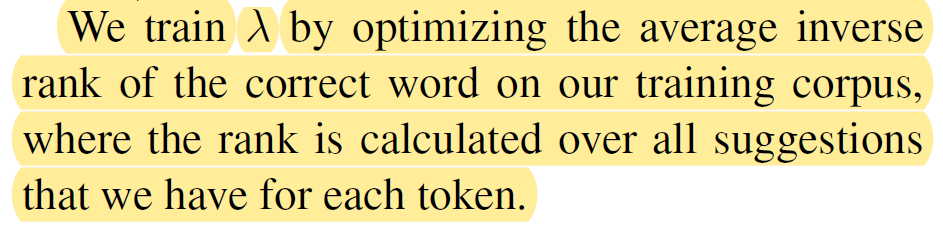 We train λ by optimizing the average inverse
rank of the correct word on our training corpus,
where the rank is calculated over all suggestions
that we have for each token.